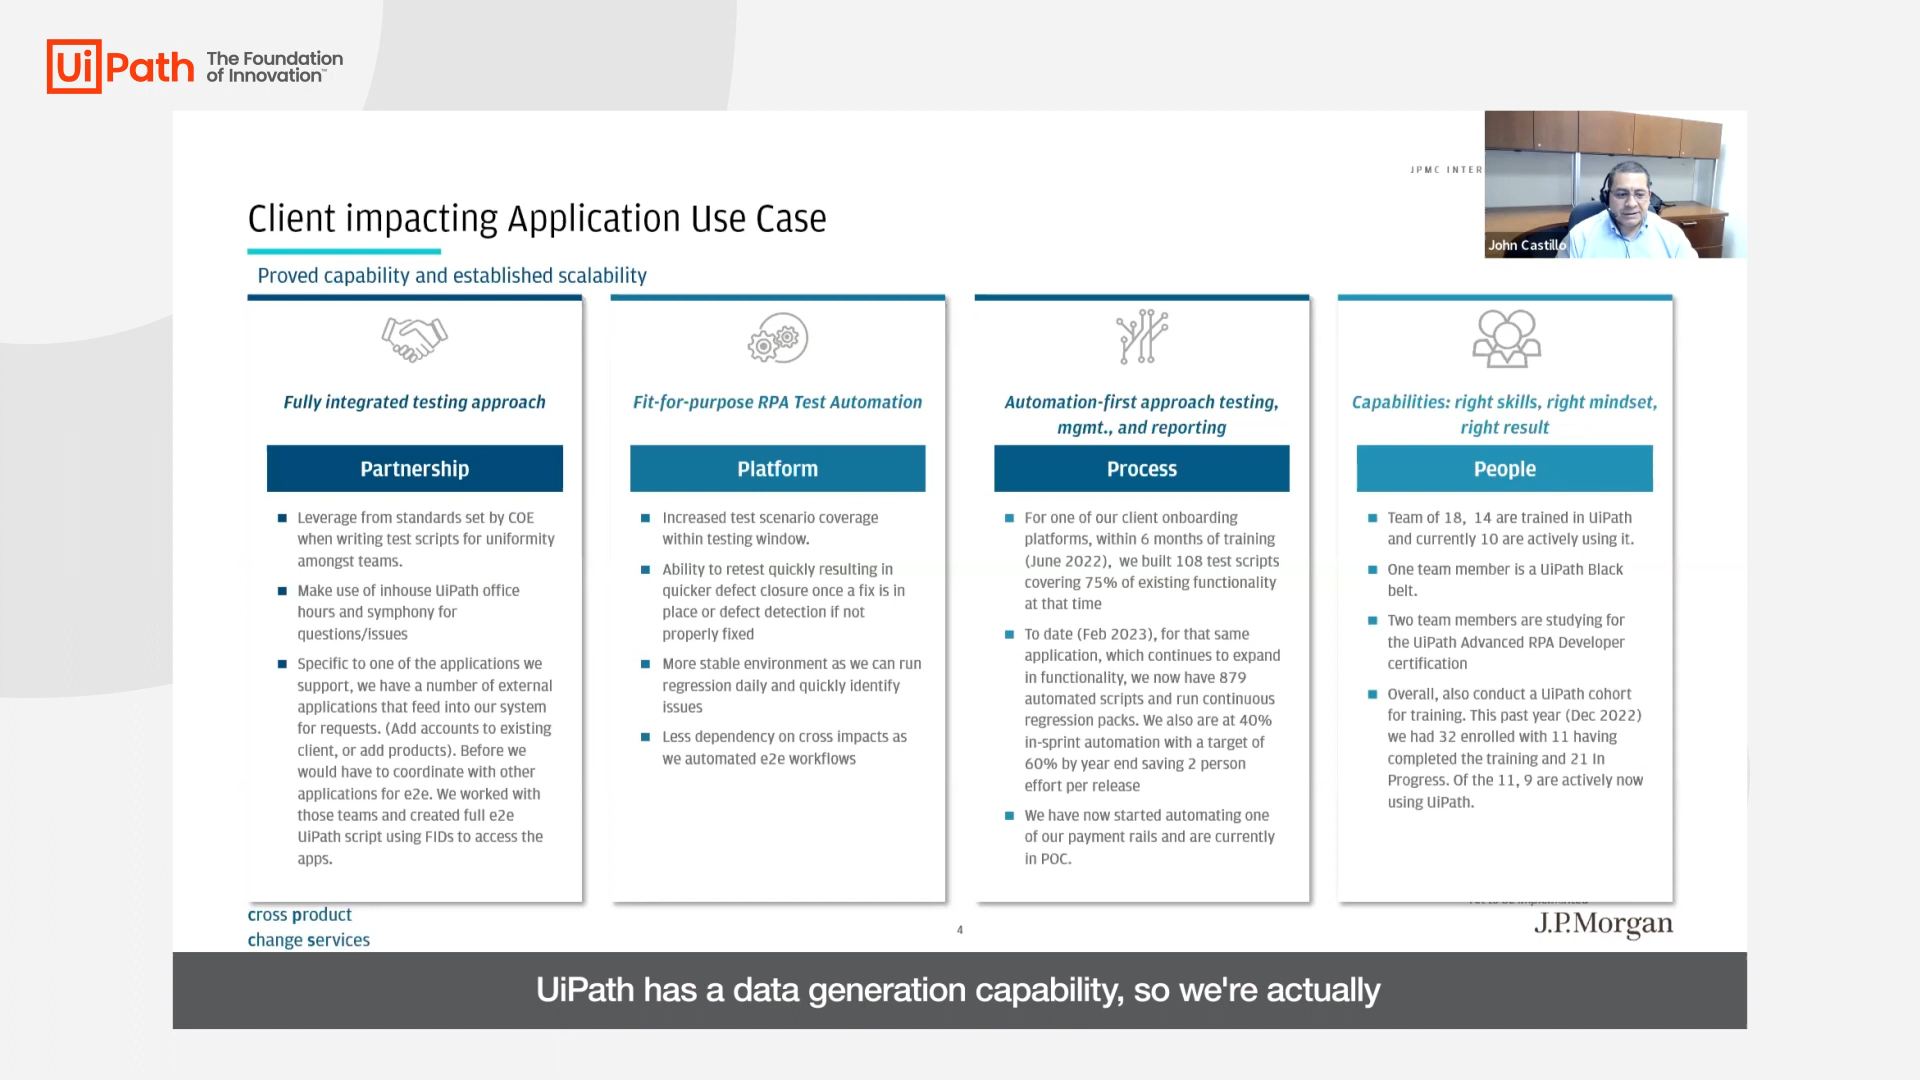 UiPath The Foundation
of Innovation™
JPMC INTER
John Castillo
Client impacting Application Use Case
Proved capability and established scalability
Fully integrated testing approach
Partnership
■ Leverage from standards set by COE
when writing test scripts for uniformity
amongst teams.
■ Make use of inhouse UiPath office
hours and symphony for
questions/issues
■ Specific to one of the applications we
support, we have a number of external
applications that feed into our system
for requests. (Add accounts to existing
client, or add products). Before we
would have to coordinate with other
applications for e2e. We worked with
those teams and created full e2e
UiPath script using FIDs to access the
apps.
Fit-for-purpose RPA Test Automation
Platform
■ Increased test scenario coverage
within testing window.
■ Ability to retest quickly resulting in
quicker defect closure once a fix is in
place or defect detection if not
properly fixed
■ More stable environment as we can run
regression daily and quickly identify
issues
■ Less dependency on cross impacts as
we automated e2e workflows
Automation-first approach testing,
mgmt., and reporting
Process
■ For one of our client onboarding
platforms, within 6 months of training
(June 2022), we built 108 test scripts
covering 75% of existing functionality
at that time
■ To date (Feb 2023), for that same
application, which continues to expand
in functionality, we now have 879
automated scripts and run continuous
regression packs. We also are at 40%
in-sprint automation with a target of
60% by year end saving 2 person
effort per release
■ We have now started automating one
of our payment rails and are currently
in POC.
Capabilities: right skills, right mindset,
right result
People
■ Team of 18, 14 are trained in UiPath
and currently 10 are actively using it.
■ One team member is a UiPath Black
belt.
■ Two team members are studying for
the UiPath Advanced RPA Developer
certification
■ Overall, also conduct a UiPath cohort
for training. This past year (Dec 2022)
we had 32 enrolled with 11 having
completed the training and 21 In
Progress. Of the 11, 9 are actively now
using UiPath.
cross product
change services
4
J.P.Morgan
UiPath has a data generation capability, so we're actually